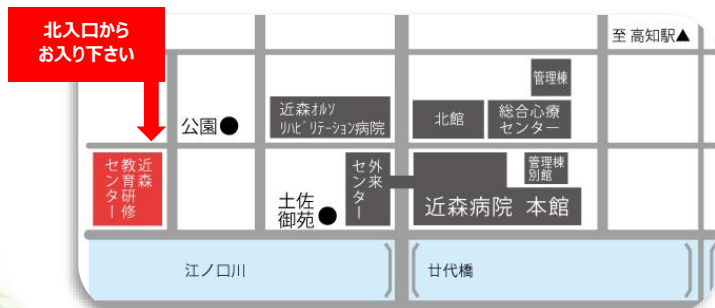 北入口から
お入り下さい
至 高知駅▲
管理棟
公園●
近森オルソ
リハビリテーション病院
北館
総合心療
センター
近森
教育研修
センター
外来
センター
管理棟
別館
土佐
御苑●
近森病院 本館
江ノ口川
廿代橋